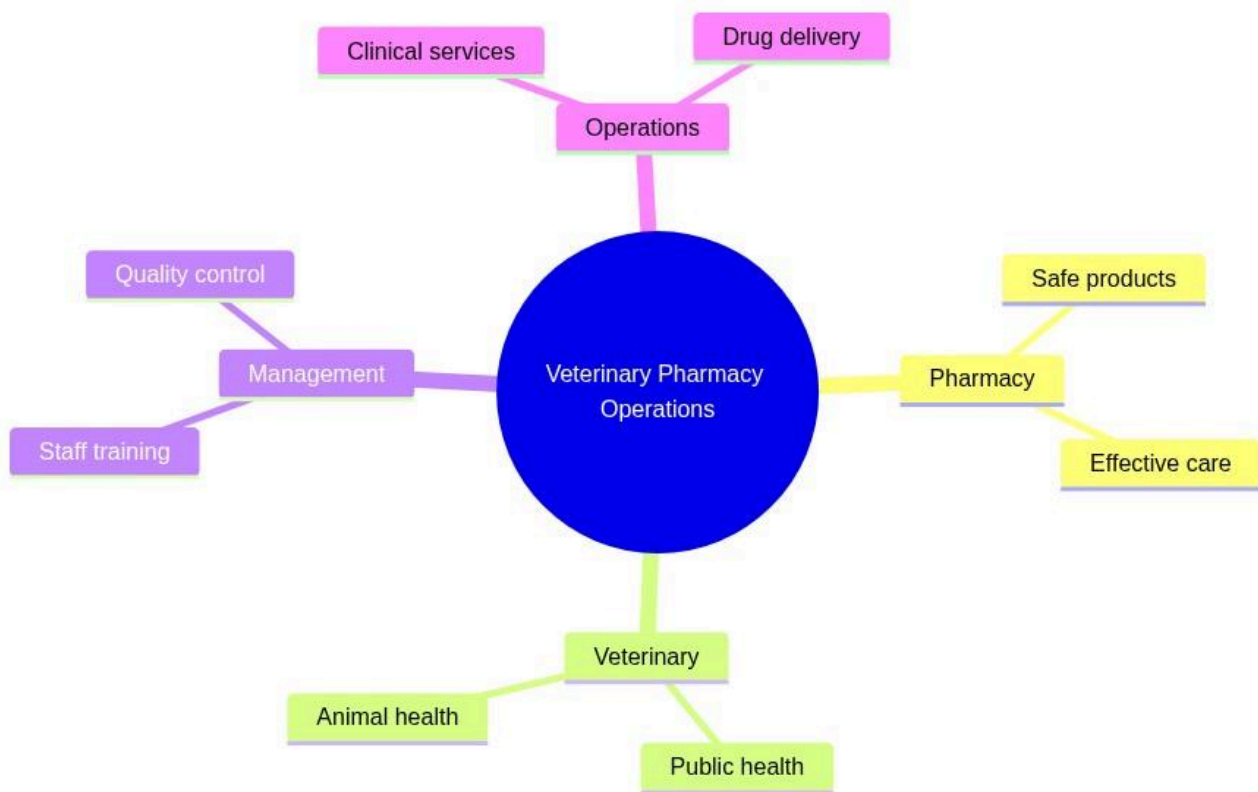 Clinical services
Drug delivery
Operations
Quality control
Management
Staff training
Veterinary Pharmacy
Operations
Safe products
Pharmacy
Effective care
Veterinary
Animal health
Public health